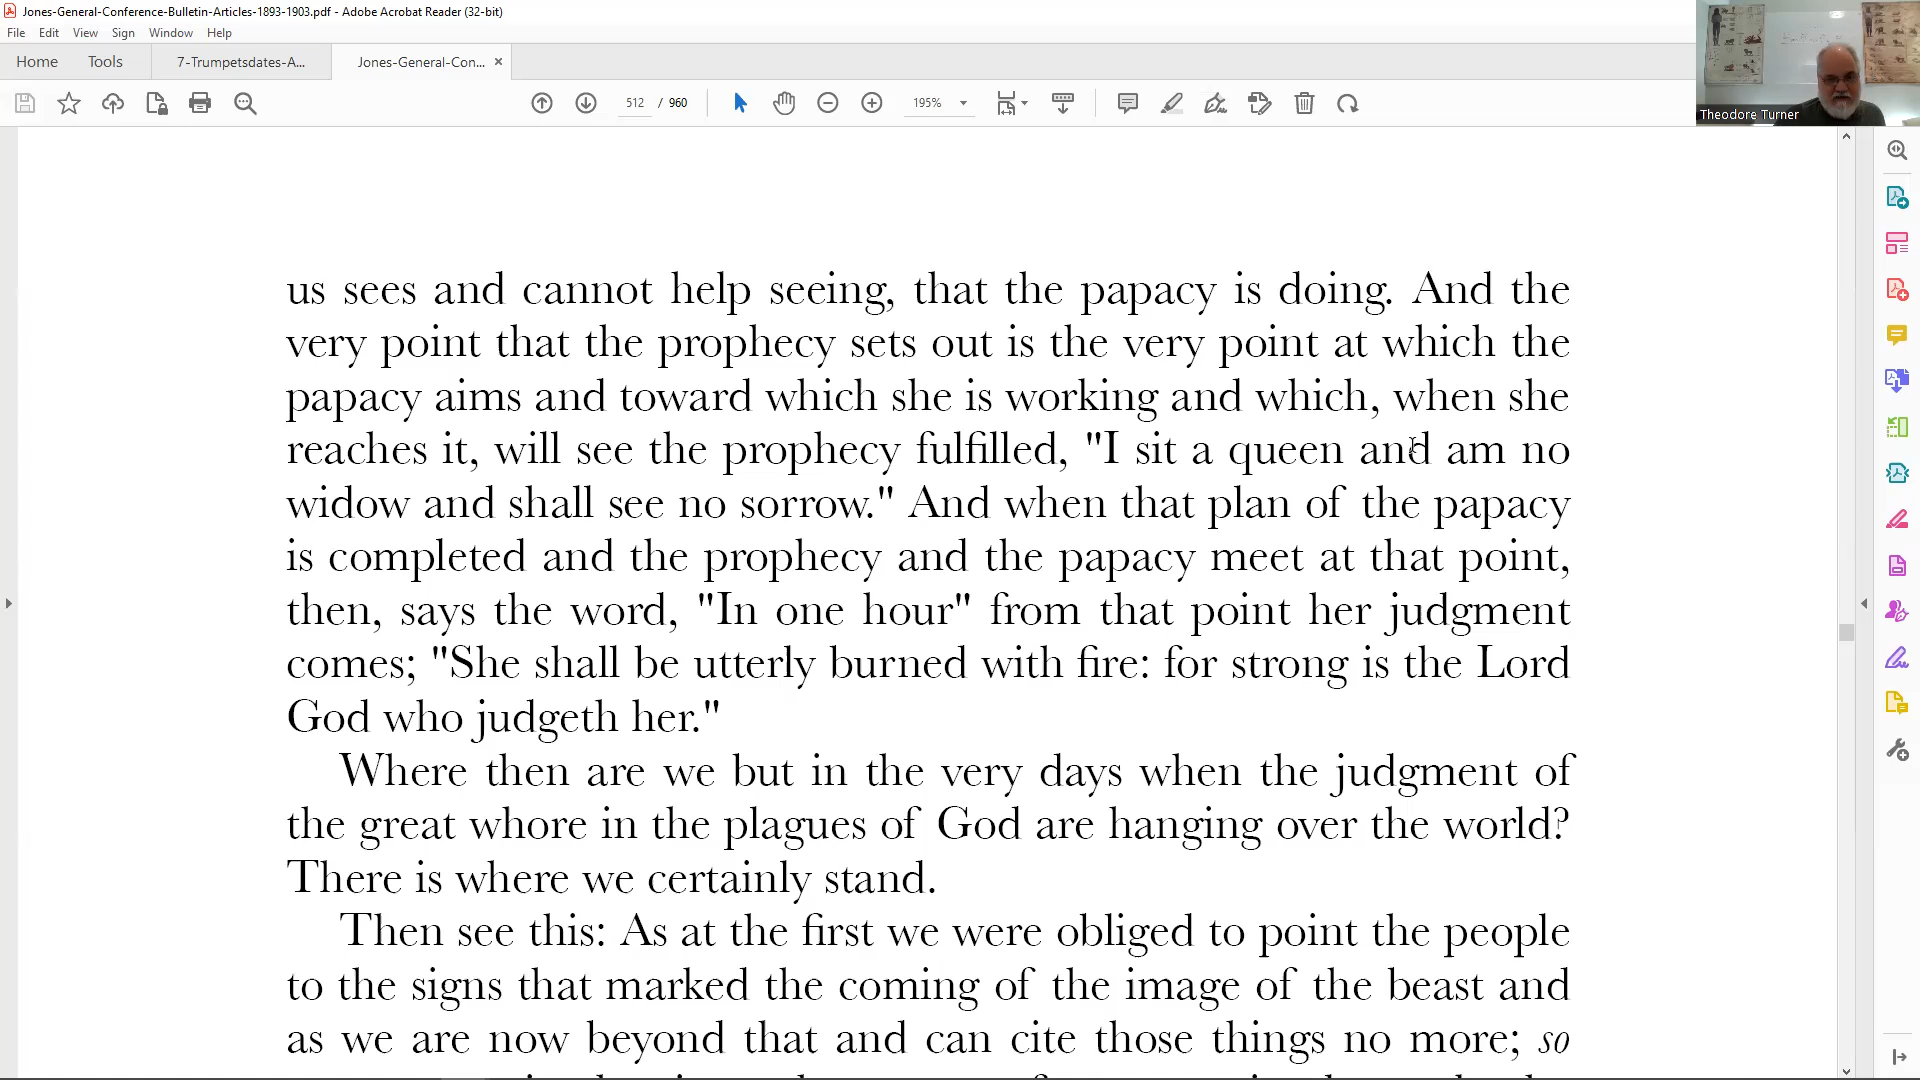 Jones-General-Conference-Bulletin-Articles-1893-1903.pdf - Adobe Acrobat Reader (32-bit)
File Edit View Sign Window Help
Home Tools 7-Trumpetsdates-A... Jones-General-Con...
512 / 960 195%
Theodore Turner
us sees and cannot help seeing, that the papacy is doing. And the
very point that the prophecy sets out is the very point at which the
papacy aims and toward which she is working and which, when she
reaches it, will see the prophecy fulfilled, "I sit a queen and am no
widow and shall see no sorrow." And when that plan of the papacy
is completed and the prophecy and the papacy meet at that point,
then, says the word, "In one hour" from that point her judgment
comes; "She shall be utterly burned with fire: for strong is the Lord
God who judgeth her."
Where then are we but in the very days when the judgment of
the great whore in the plagues of God are hanging over the world?
There is where we certainly stand.
Then see this: As at the first we were obliged to point the people
to the signs that marked the coming of the image of the beast and
as we are now beyond that and can cite those things no more; so